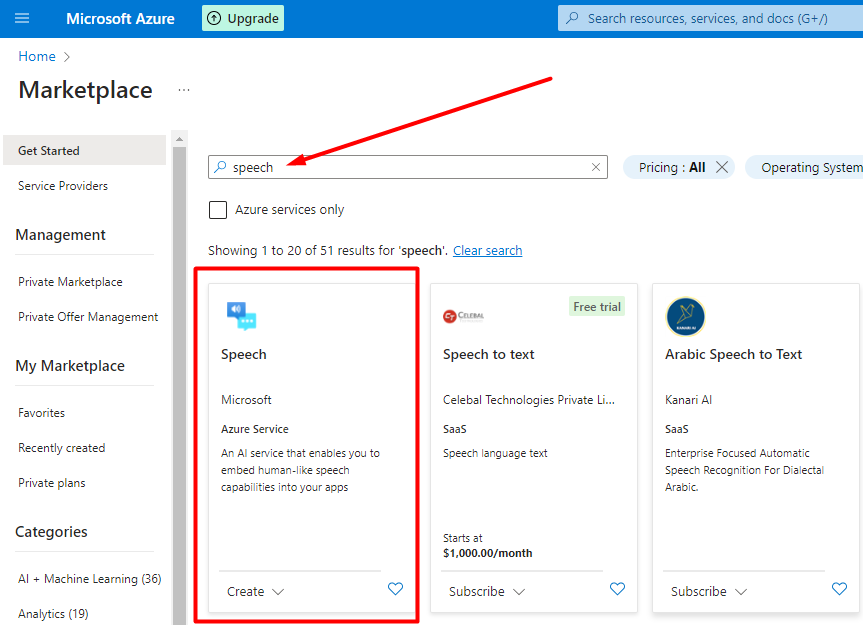 Microsoft Azure
Upgrade
Search resources, services, and docs (G+/)
Home
Marketplace
...
Get Started
Service Providers
Management
Private Marketplace
Private Offer Management
My Marketplace
Favorites
Recently created
Private plans
Categories
AI + Machine Learning (36)
Analytics (19)
speech
Pricing : All
Operating System
Azure services only
Showing 1 to 20 of 51 results for 'speech'. Clear search
Speech
Microsoft
Azure Service
An AI service that enables you to
embed human-like speech
capabilities into your apps
Create
CELEBAL
Free trial
Speech to text
Celebal Technologies Private Li...
SaaS
Speech language text
Starts at
$1,000.00/month
Subscribe
KANARI AI
Arabic Speech to Text
Kanari AI
SaaS
Enterprise Focused Automatic
Speech Recognition For Dialectal
Arabic.
Subscribe